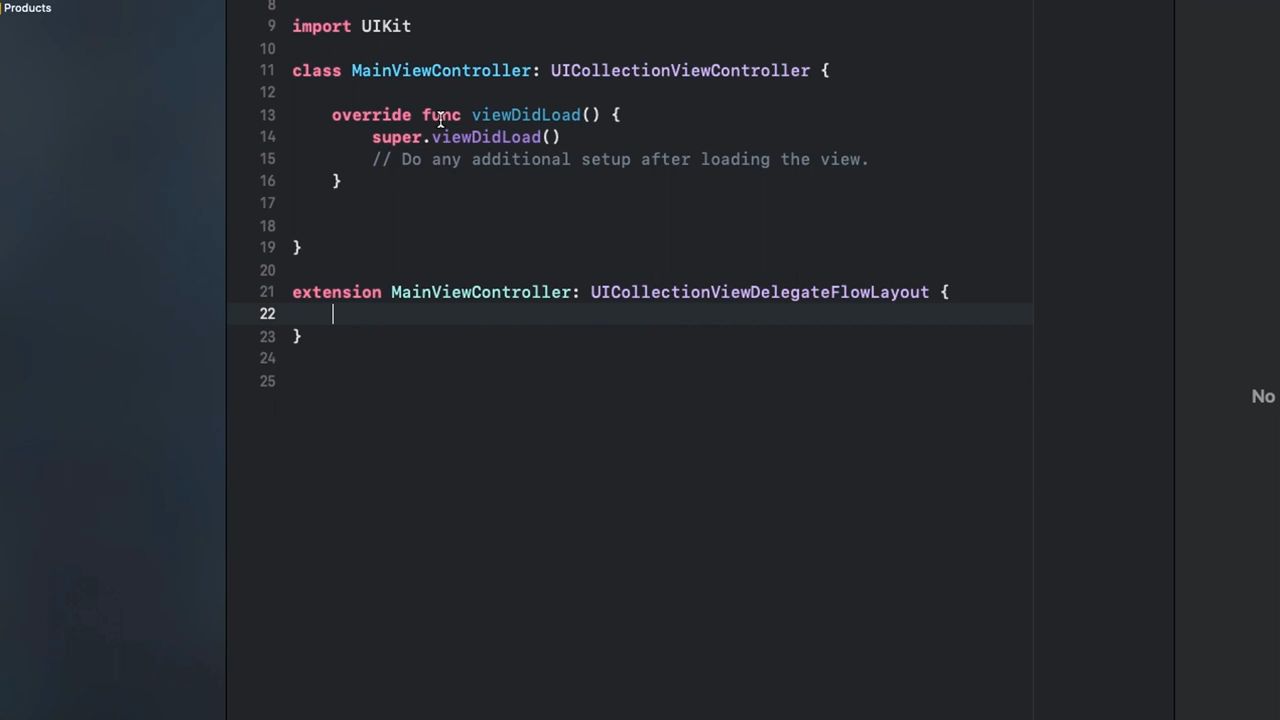 Products
8
9 import UIKit
10
11 class MainViewController: UICollectionViewController {
12
13 override func viewDidLoad() {
14 super.viewDidLoad()
15 // Do any additional setup after loading the view.
16 }
17
18
19 }
20
21 extension MainViewController: UICollectionViewDelegateFlowLayout {
22
23 }
24
No
25